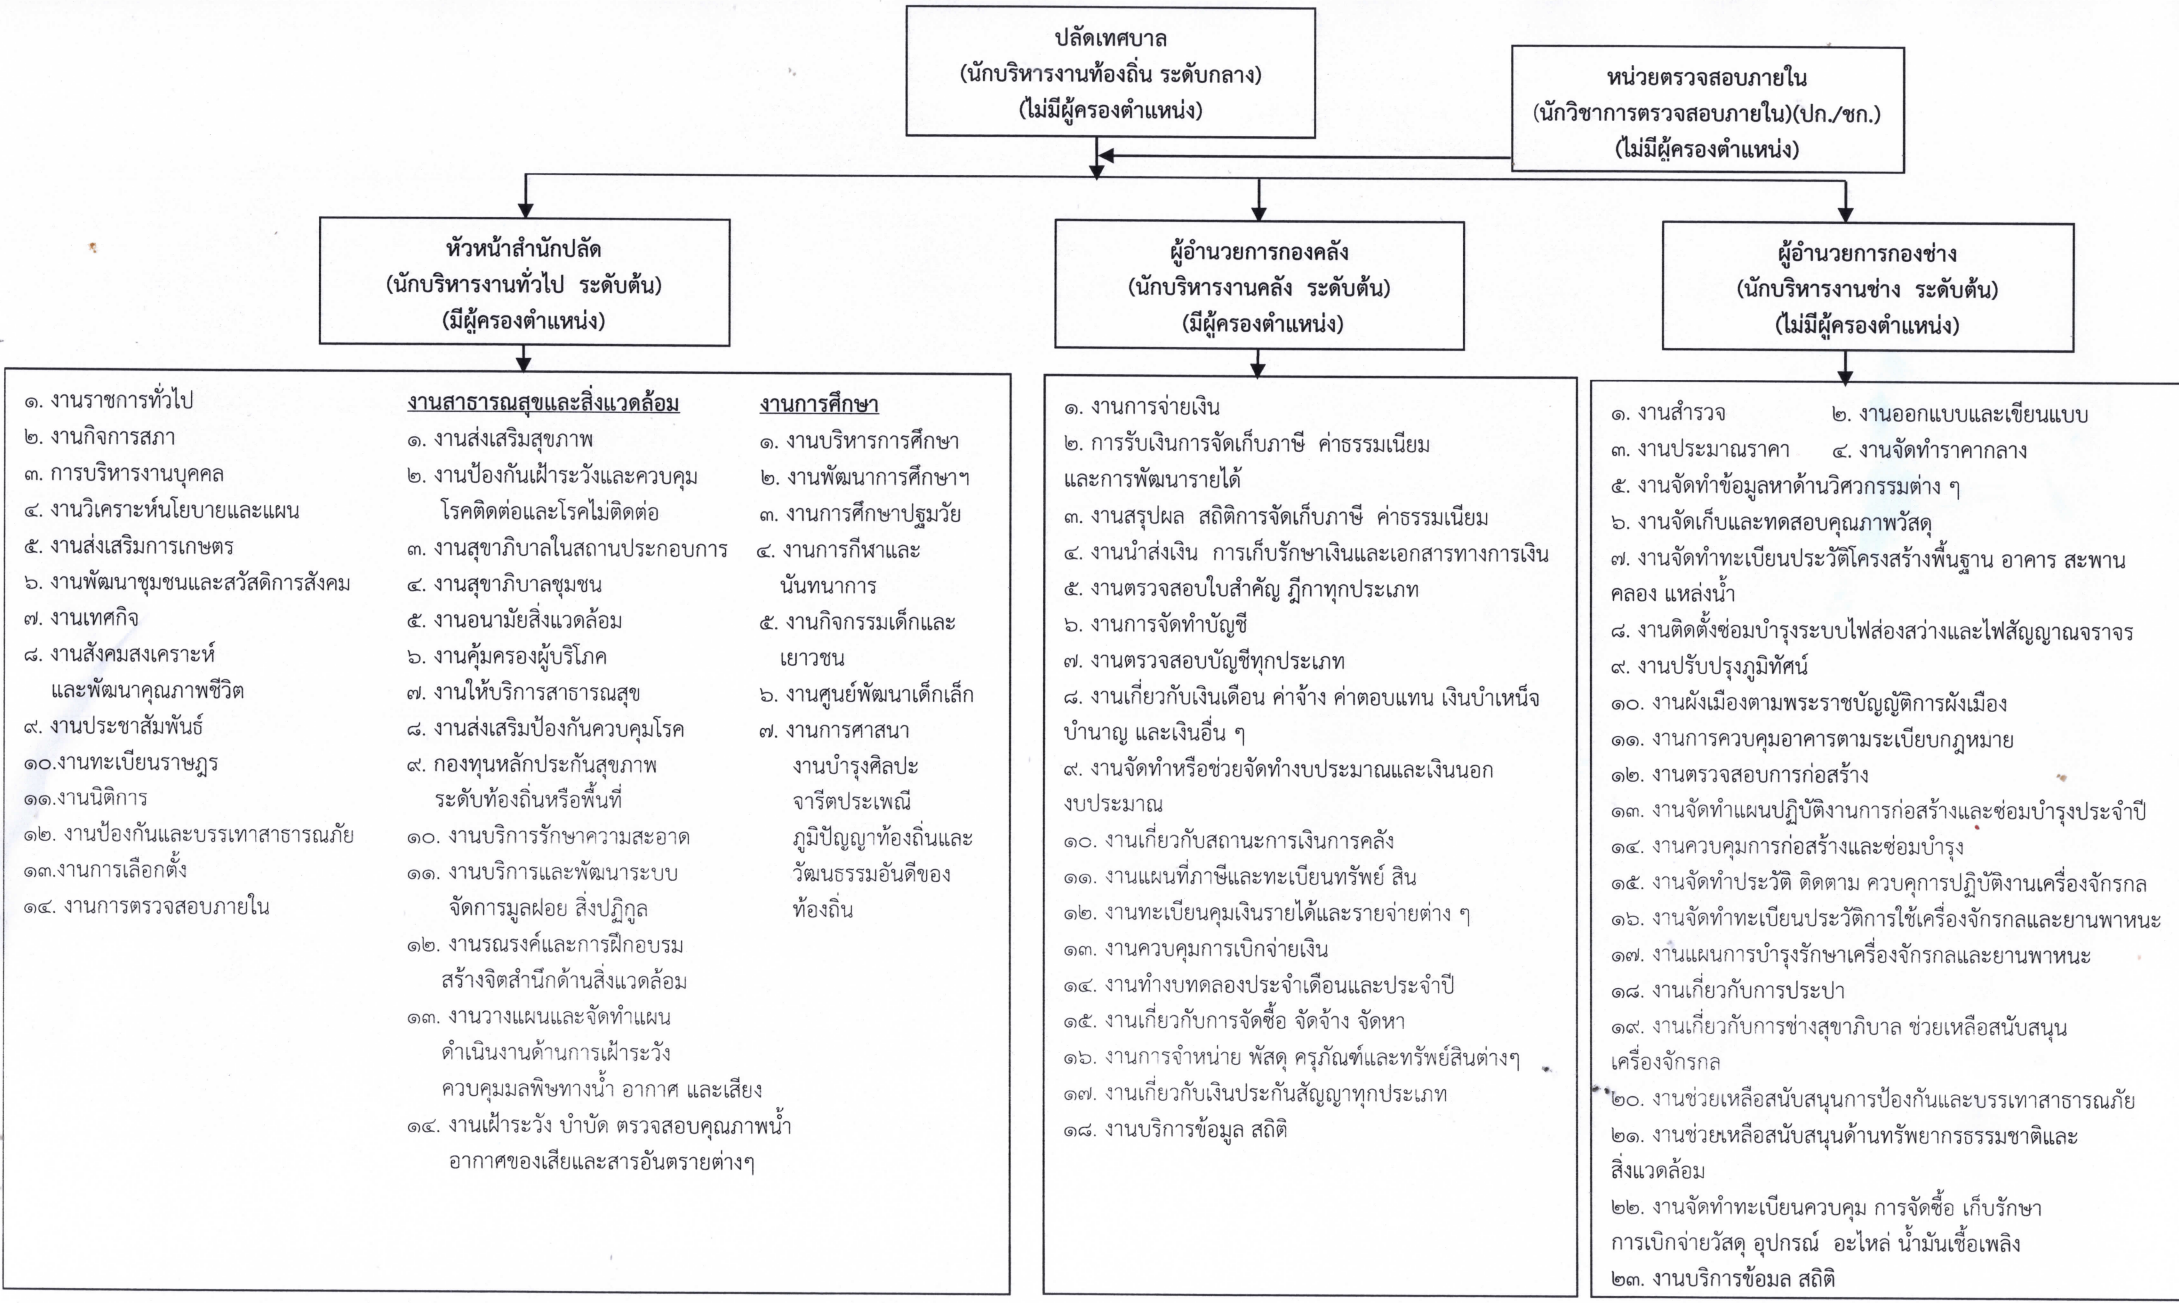 ปลัดเทศบาล
(นักบริหารงานท้องถิ่น ระดับกลาง)
(ไม่มีผู้ครองตำแหน่ง)
หน่วยตรวจสอบภายใน
(นักวิชาการตรวจสอบภายใน)(ปก./ชก.)
(ไม่มีผู้ครองตำแหน่ง)
หัวหน้าสำนักปลัด
(นักบริหารงานทั่วไป ระดับต้น)
(มีผู้ครองตำแหน่ง)
ผู้อำนวยการกองคลัง
(นักบริหารงานคลัง ระดับต้น)
(มีผู้ครองตำแหน่ง)
ผู้อำนวยการกองช่าง
(นักบริหารงานช่าง ระดับต้น)
(ไม่มีผู้ครองตำแหน่ง)
๑. งานราชการทั่วไป
๒. งานกิจการสภา
๓. การบริหารงานบุคคล
๔. งานวิเคราะห์นโยบายและแผน
๕. งานส่งเสริมการเกษตร
๖. งานพัฒนาชุมชนและสวัสดิการสังคม
๗. งานเทศกิจ
๘. งานสังคมสงเคราะห์
และพัฒนาคุณภาพชีวิต
๙. งานประชาสัมพันธ์
๑๐.งานทะเบียนราษฎร
๑๑.งานนิติการ
๑๒. งานป้องกันและบรรเทาสาธารณภัย
๑๓.งานการเลือกตั้ง
๑๔. งานการตรวจสอบภายใน
งานสาธารณสุขและสิ่งแวดล้อม
๑. งานส่งเสริมสุขภาพ
๒. งานป้องกันเฝ้าระวังและควบคุม
โรคติดต่อและโรคไม่ติดต่อ
๓. งานสุขาภิบาลในสถานประกอบการ
๔. งานสุขาภิบาลชุมชน
๕. งานอนามัยสิ่งแวดล้อม
๖. งานคุ้มครองผู้บริโภค
๗. งานให้บริการสาธารณสุข
๘. งานส่งเสริมป้องกันควบคุมโรค
๙. กองทุนหลักประกันสุขภาพ
ระดับท้องถิ่นหรือพื้นที่
๑๐. งานบริการรักษาความสะอาด
๑๑. งานบริการและพัฒนาระบบ
จัดการมูลฝอย สิ่งปฏิกูล
๑๒. งานรณรงค์และการฝึกอบรม
สร้างจิตสำนึกด้านสิ่งแวดล้อม
๑๓. งานวางแผนและจัดทำแผน
ดำเนินงานด้านการเฝ้าระวัง
ควบคุมมลพิษทางน้ำ อากาศ และเสียง
๑๔. งานเฝ้าระวัง บำบัด ตรวจสอบคุณภาพน้ำ
อากาศของเสียและสารอันตรายต่างๆ
งานการศึกษา
๑. งานบริหารการศึกษา
๒. งานพัฒนาการศึกษาฯ
๓. งานการศึกษาปฐมวัย
๔. งานการกีฬาและ
นันทนาการ
๕. งานกิจกรรมเด็กและ
เยาวชน
๖. งานศูนย์พัฒนาเด็กเล็ก
๗. งานการศาสนา
งานบำรุงศิลปะ
จารีตประเพณี
ภูมิปัญญาท้องถิ่นและ
วัฒนธรรมอันดีของ
ท้องถิ่น
๑. งานการจ่ายเงิน
๒. การรับเงินการจัดเก็บภาษี ค่าธรรมเนียม
และการพัฒนารายได้
๓. งานสรุปผล สถิติการจัดเก็บภาษี ค่าธรรมเนียม
๔. งานนำส่งเงิน การเก็บรักษาเงินและเอกสารทางการเงิน
๕. งานตรวจสอบใบสำคัญ ฎีกาทุกประเภท
๖. งานการจัดทำบัญชี
๗. งานตรวจสอบบัญชีทุกประเภท
๘. งานเกี่ยวกับเงินเดือน ค่าจ้าง ค่าตอบแทน เงินบำเหน็จ
บำนาญ และเงินอื่น ๆ
๙. งานจัดทำหรือช่วยจัดทำงบประมาณและเงินนอก
งบประมาณ
๑๐. งานเกี่ยวกับสถานะการเงินการคลัง
๑๑. งานแผนที่ภาษีและทะเบียนทรัพย์ สิน
๑๒. งานทะเบียนคุมเงินรายได้และรายจ่ายต่าง ๆ
๑๓. งานควบคุมการเบิกจ่ายเงิน
๑๔. งานทำงบทดลองประจำเดือนและประจำปี
๑๕. งานเกี่ยวกับการจัดซื้อ จัดจ้าง จัดหา
๑๖. งานการจำหน่าย พัสดุ ครุภัณฑ์และทรัพย์สินต่างๆ
๑๗. งานเกี่ยวกับเงินประกันสัญญาทุกประเภท
๑๘. งานบริการข้อมูล สถิติ
๑. งานสำรวจ ๒. งานออกแบบและเขียนแบบ
๓. งานประมาณราคา ๔. งานจัดทำราคากลาง
๕. งานจัดทำข้อมูลหาด้านวิศวกรรมต่าง ๆ
๖. งานจัดเก็บและทดสอบคุณภาพวัสดุ
๗. งานจัดทำทะเบียนประวัติโครงสร้างพื้นฐาน อาคาร สะพาน
คลอง แหล่งน้ำ
๘. งานติดตั้งซ่อมบำรุงระบบไฟส่องสว่างและไฟสัญญาณจราจร
๙. งานปรับปรุงภูมิทัศน์
๑๐. งานผังเมืองตามพระราชบัญญัติการผังเมือง
๑๑. งานการควบคุมอาคารตามระเบียบกฎหมาย
๑๒. งานตรวจสอบการก่อสร้าง
๑๓. งานจัดทำแผนปฏิบัติงานการก่อสร้างและซ่อมบำรุงประจำปี
๑๔. งานควบคุมการก่อสร้างและซ่อมบำรุง
๑๕. งานจัดทำประวัติ ติดตาม ควบคุการปฏิบัติงานเครื่องจักรกล
๑๖. งานจัดทำทะเบียนประวัติการใช้เครื่องจักรกลและยานพาหนะ
๑๗. งานแผนการบำรุงรักษาเครื่องจักรกลและยานพาหนะ
๑๘. งานเกี่ยวกับการประปา
๑๙. งานเกี่ยวกับการช่างสุขาภิบาล ช่วยเหลือสนับสนุน
เครื่องจักรกล
๒๐. งานช่วยเหลือสนับสนุนการป้องกันและบรรเทาสาธารณภัย
๒๑. งานช่วยเหลือสนับสนุนด้านทรัพยากรธรรมชาติและ
สิ่งแวดล้อม
๒๒. งานจัดทำทะเบียนควบคุม การจัดซื้อ เก็บรักษา
การเบิกจ่ายวัสดุ อุปกรณ์ อะไหล่ น้ำมันเชื้อเพลิง
๒๓. งานบริการข้อมูล สถิติ